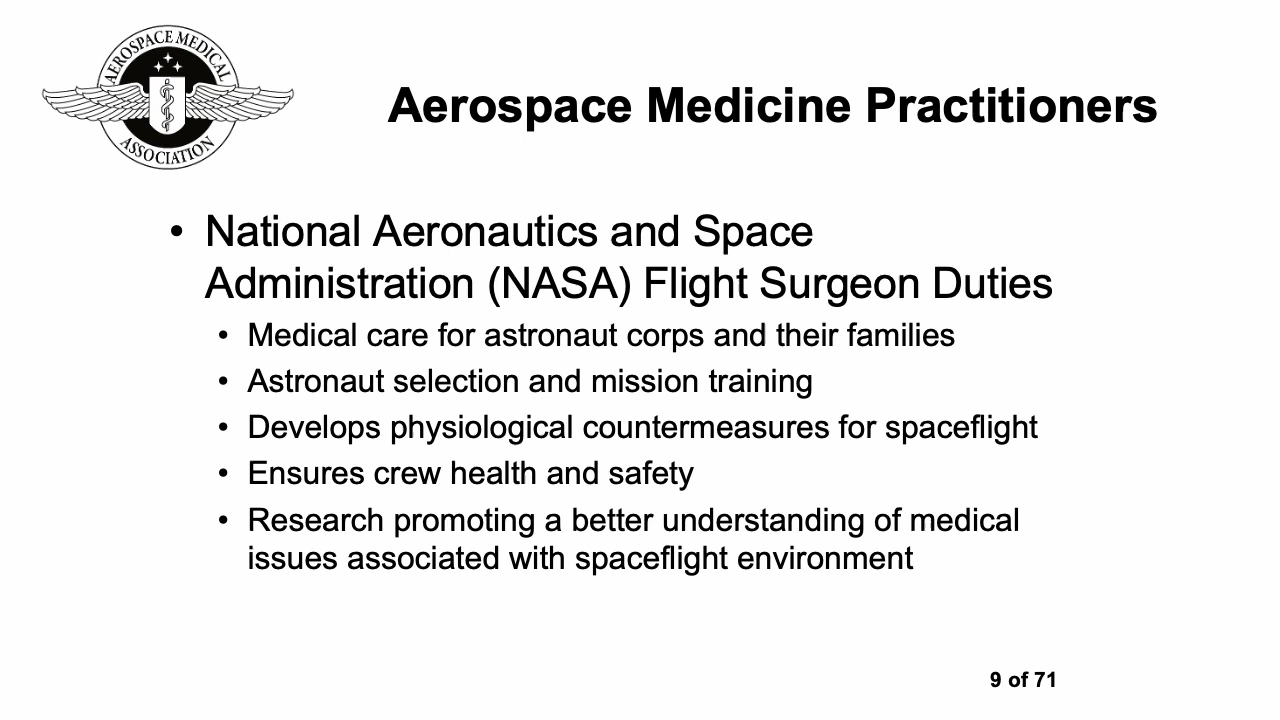 AEROSPACE MEDICAL
ASSOCIATION
Aerospace Medicine Practitioners
• National Aeronautics and Space
Administration (NASA) Flight Surgeon Duties
• Medical care for astronaut corps and their families
• Astronaut selection and mission training
• Develops physiological countermeasures for spaceflight
• Ensures crew health and safety
• Research promoting a better understanding of medical
issues associated with spaceflight environment
9 of 71